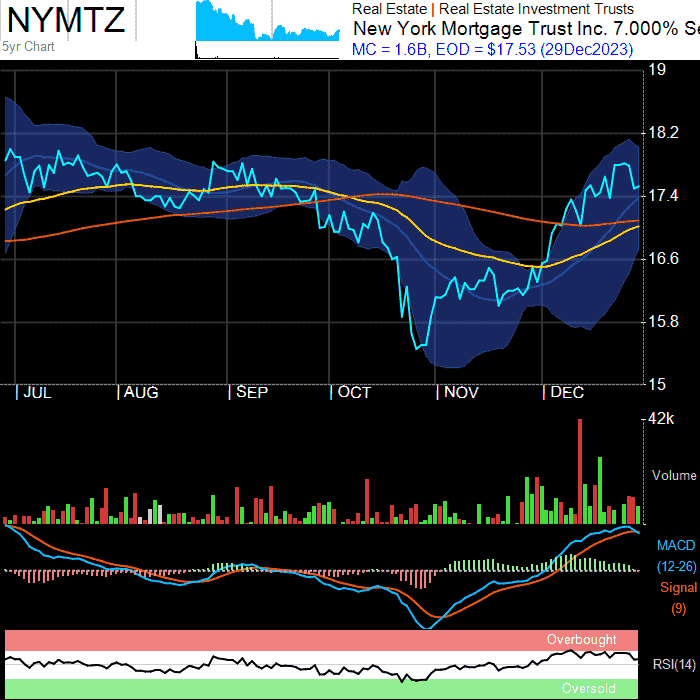 NYMTZ
5yr Chart
Real Estate | Real Estate Investment Trusts
New York Mortgage Trust Inc. 7.000% Se
MC = 1.6B, EOD = $17.53 (29Dec2023)
19
18.2
17.4
16.6
15.8
15
|JUL |AUG |SEP |OCT |NOV |DEC
42k
Volume
MACD
(12-26)
Signal
(9)
Overbought
RSI(14)
Oversold